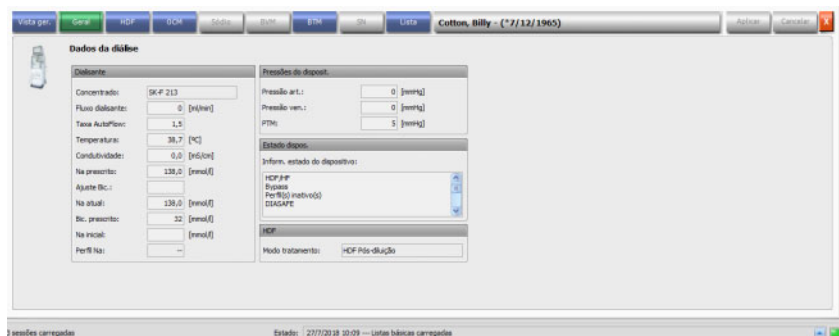 Vista ger. Geral HDF OCM Sódio BVM BTM SN Lista Cotton, Billy - (*7/12/1965) Aplicar Cancelar X
Dados da diálise
Dialisante
Concentrado: SK-F 213
Fluxo dialisante: 0 [ml/min]
Taxa AutoFlow: 1,5
Temperatura: 38,7 [ºC]
Condutividade: 0,0 [mS/cm]
Na prescrito: 138,0 [mmol/l]
Ajuste Bic.:
Na atual: 138,0 [mmol/l]
Bic. prescrito: 32 [mmol/l]
Na inicial: [mmol/l]
Perfil Na: --
Pressões do disposit.
Pressão art.: 0 [mmHg]
Pressão ven.: 0 [mmHg]
PTM: 5 [mmHg]
Estado dispos.
Inform. estado do dispositivo:
HDF/HF
Bypass
Perfil(s) inativo(s)
DIASAFE
HDF
Modo tratamento: HDF Pós-diluição
0 sessões carregadas Estado: 27/7/2018 10:09 --- Listas básicas carregadas